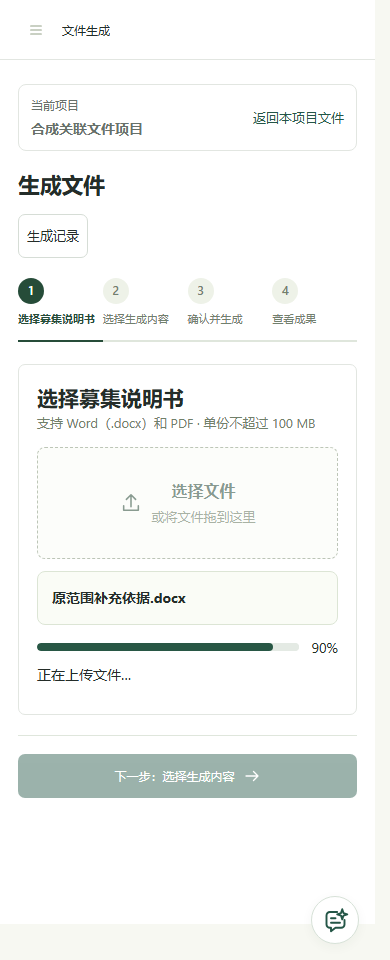 文件生成
当前项目
合成关联文件项目
返回本项目文件
生成文件
生成记录
1
2
3
4
选择募集说明书
选择生成内容
确认并生成
查看成果
选择募集说明书
支持 Word（.docx）和 PDF · 单份不超过 100 MB
选择文件
或将文件拖到这里
原范围补充依据.docx
90%
正在上传文件...
下一步：选择生成内容